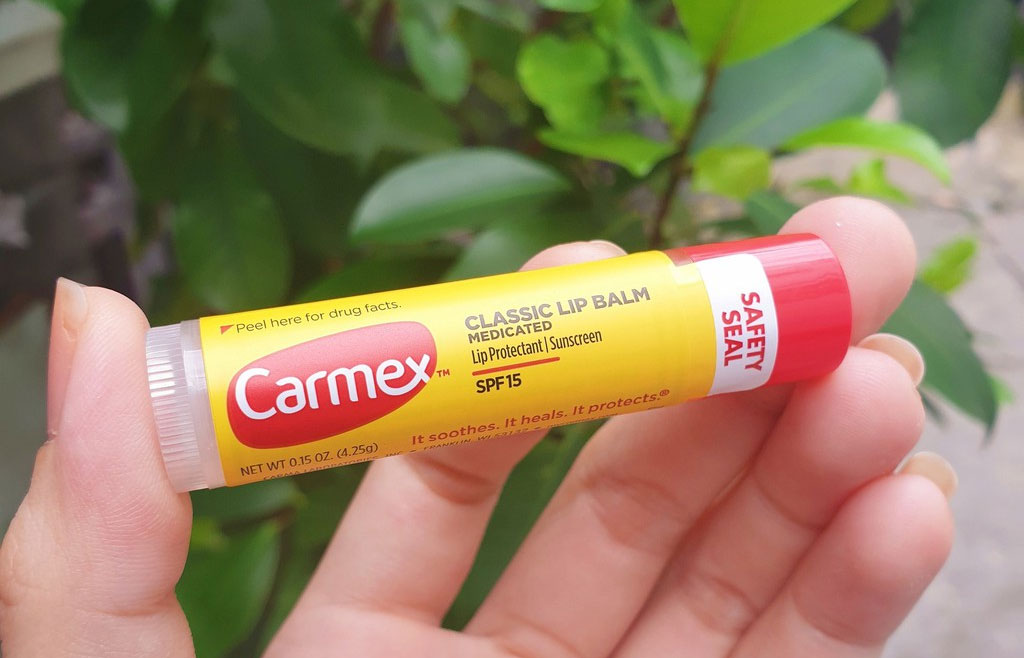 Peel here for drug facts.
Carmex™
NET WT 0.15 OZ. (4.25g)
CLASSIC LIP BALM
MEDICATED
Lip Protectant | Sunscreen
SPF15
It soothes. It heals. It protects.®
SAFETY
SEAL